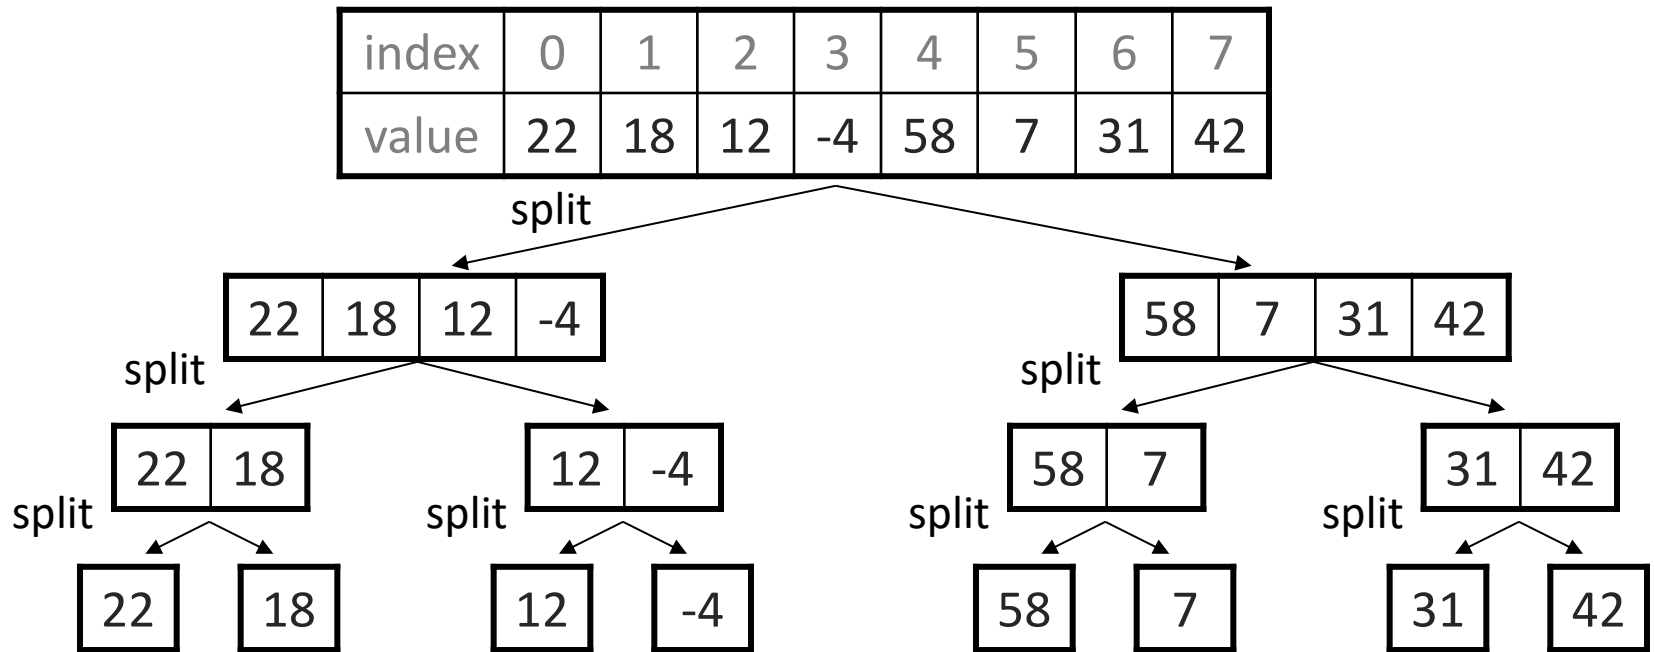 index 0 1 2 3 4 5 6 7
value 22 18 12 -4 58 7 31 42
split
22 18 12 -4 58 7 31 42
split split
22 18 12 -4 58 7 31 42
split split split split
22 18 12 -4 58 7 31 42